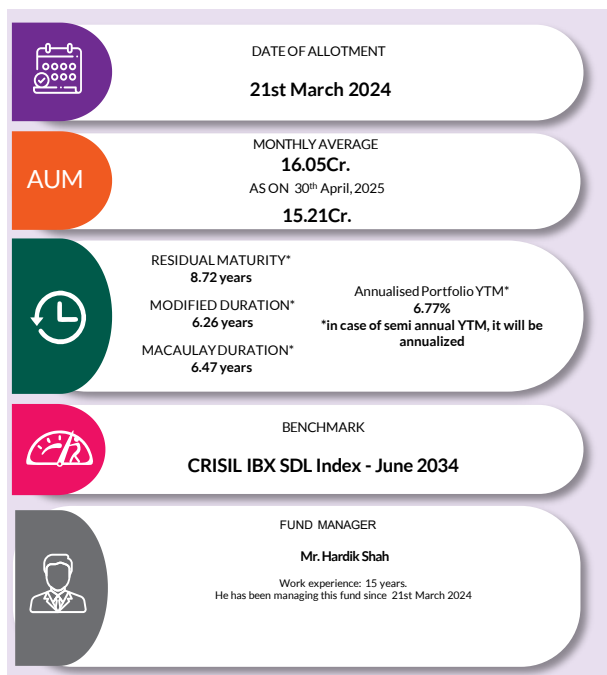 DATE OF ALLOTMENT
21st March 2024
AUM
MONTHLY AVERAGE
16.05Cr.
AS ON 30th April, 2025
15.21Cr.
RESIDUAL MATURITY*
8.72 years
MODIFIED DURATION*
6.26 years
MACAULAY DURATION*
6.47 years
Annualised Portfolio YTM*
6.77%
*in case of semi annual YTM, it will be
annualized
BENCHMARK
CRISIL IBX SDL Index - June 2034
FUND MANAGER
Mr. Hardik Shah
Work experience: 15 years.
He has been managing this fund since 21st March 2024